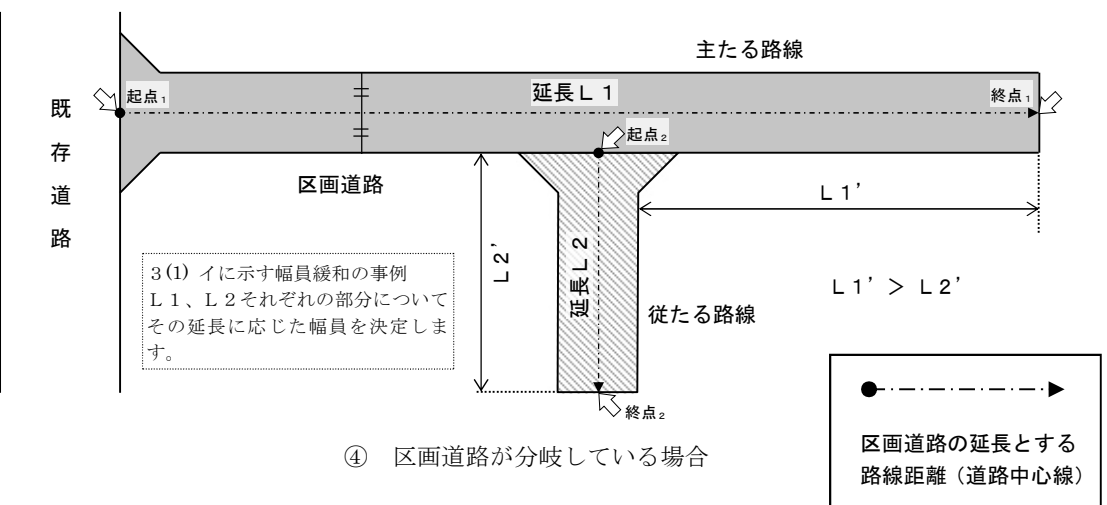 主たる路線
既存道路
起点₁
延長L1
終点₁
起点₂
区画道路
L1'
L2'
延長L2
3(1) イに示す幅員緩和の事例
L1、L2それぞれの部分について
その延長に応じた幅員を決定しま
す。
L1' > L2'
従たる路線
終点₂
④ 区画道路が分岐している場合
区画道路の延長とする
路線距離（道路中心線）